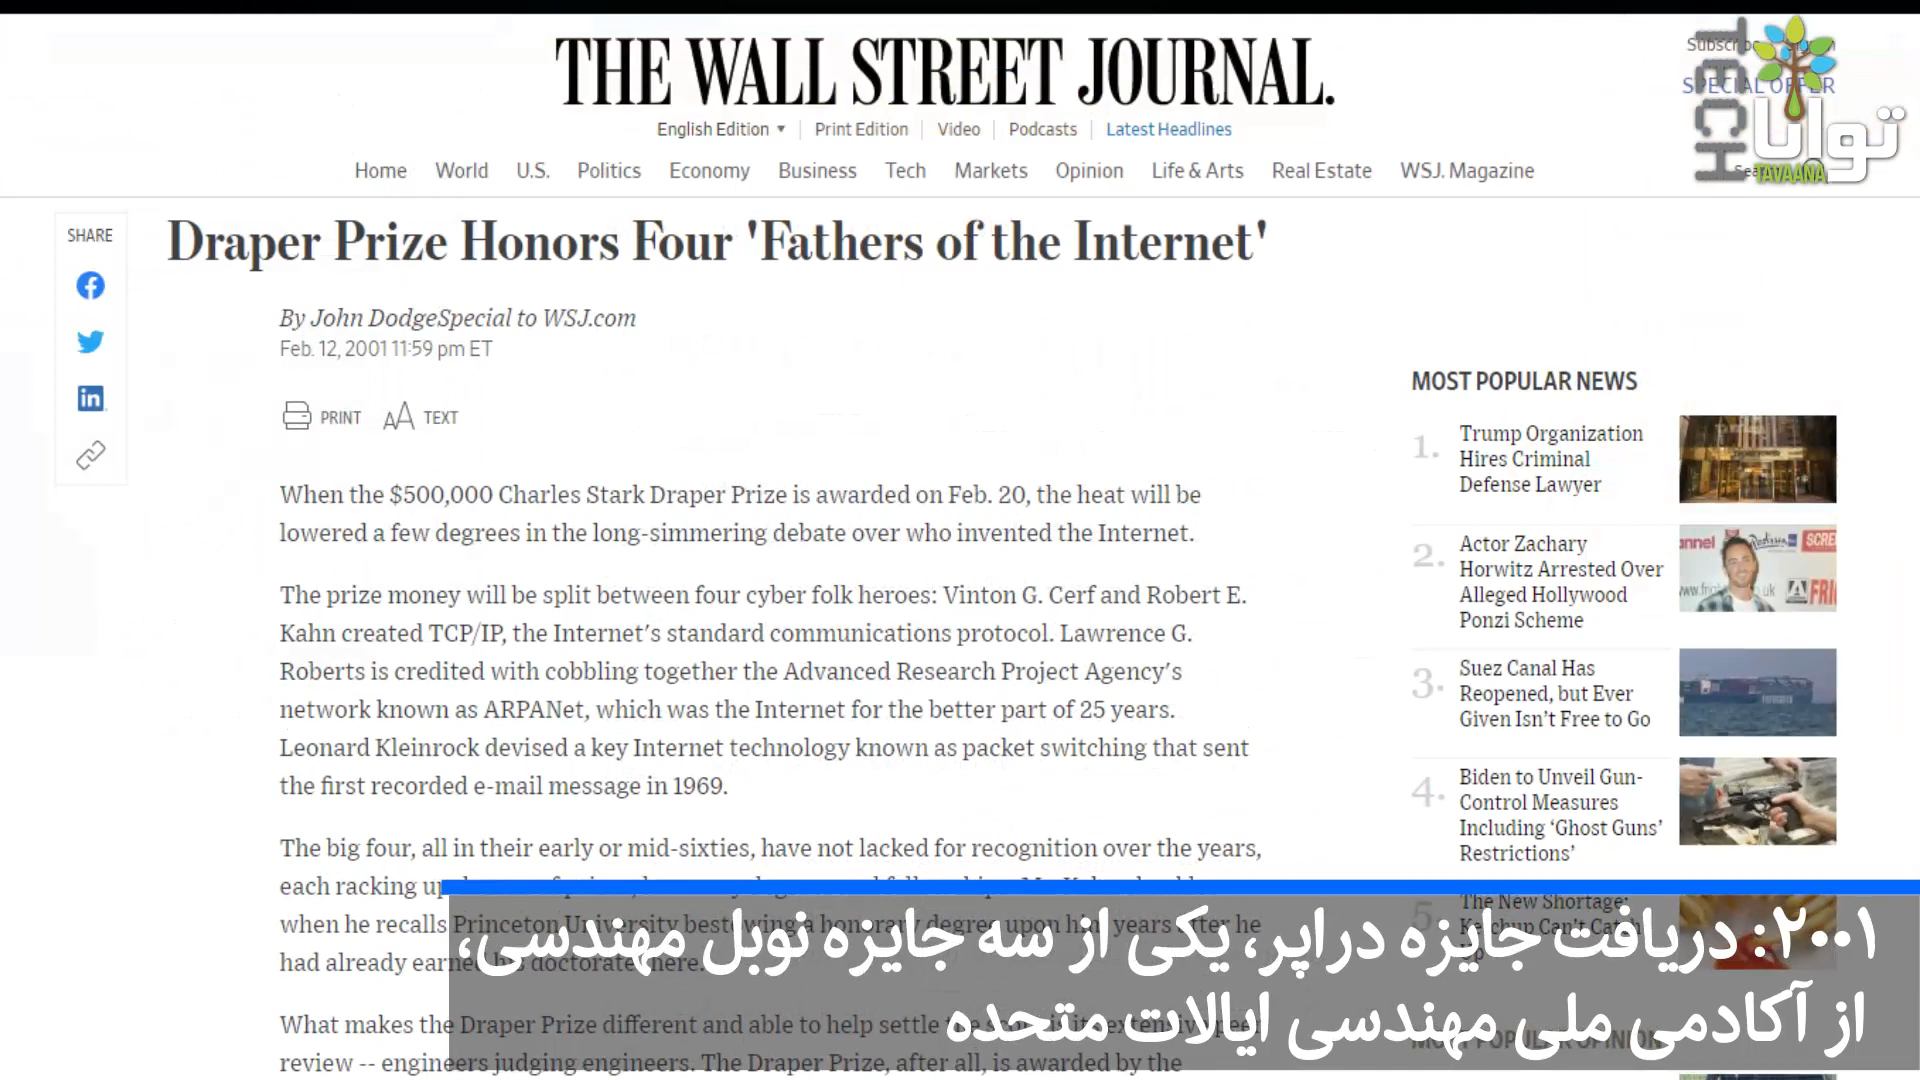 THE WALL STREET JOURNAL.
English Edition
Print Edition
Video
Podcasts
Latest Headlines
SPECIAL OFFER
TECH
توانا
TAVAANA
Home World U.S. Politics Economy Business Tech Markets Opinion Life & Arts Real Estate WSJ. Magazine
SHARE
Draper Prize Honors Four 'Fathers of the Internet'
By John DodgeSpecial to WSJ.com
Feb. 12, 2001 11:59 pm ET
PRINT
TEXT
When the $500,000 Charles Stark Draper Prize is awarded on Feb. 20, the heat will be
lowered a few degrees in the long-simmering debate over who invented the Internet.
The prize money will be split between four cyber folk heroes: Vinton G. Cerf and Robert E.
Kahn created TCP/IP, the Internet's standard communications protocol. Lawrence G.
Roberts is credited with cobbling together the Advanced Research Project Agency's
network known as ARPANet, which was the Internet for the better part of 25 years.
Leonard Kleinrock devised a key Internet technology known as packet switching that sent
the first recorded e-mail message in 1969.
The big four, all in their early or mid-sixties, have not lacked for recognition over the years,
each racking
when he recalls Princeton University bestowing a honorary degree upon him years after he
had already earned his doctorate there.
What makes the Draper Prize different and able to help settle the score is its extensive peer
review -- engineers judging engineers. The Draper Prize, after all, is awarded by the
MOST POPULAR NEWS
1.
Trump Organization
Hires Criminal
Defense Lawyer
2.
Actor Zachary
Horwitz Arrested Over
Alleged Hollywood
Ponzi Scheme
3.
Suez Canal Has
Reopened, but Ever
Given Isn't Free to Go
4.
Biden to Unveil Gun-
Control Measures
Including 'Ghost Guns'
Restrictions'
5.
The New Shortage:
Ketchup Can't Catch
Up
MOST POPULAR OPINION
۲۰۰۱: دریافت جایزه دراپر، یکی از سه جایزه نوبل مهندسی،
از آکادمی ملی مهندسی ایالات متحده